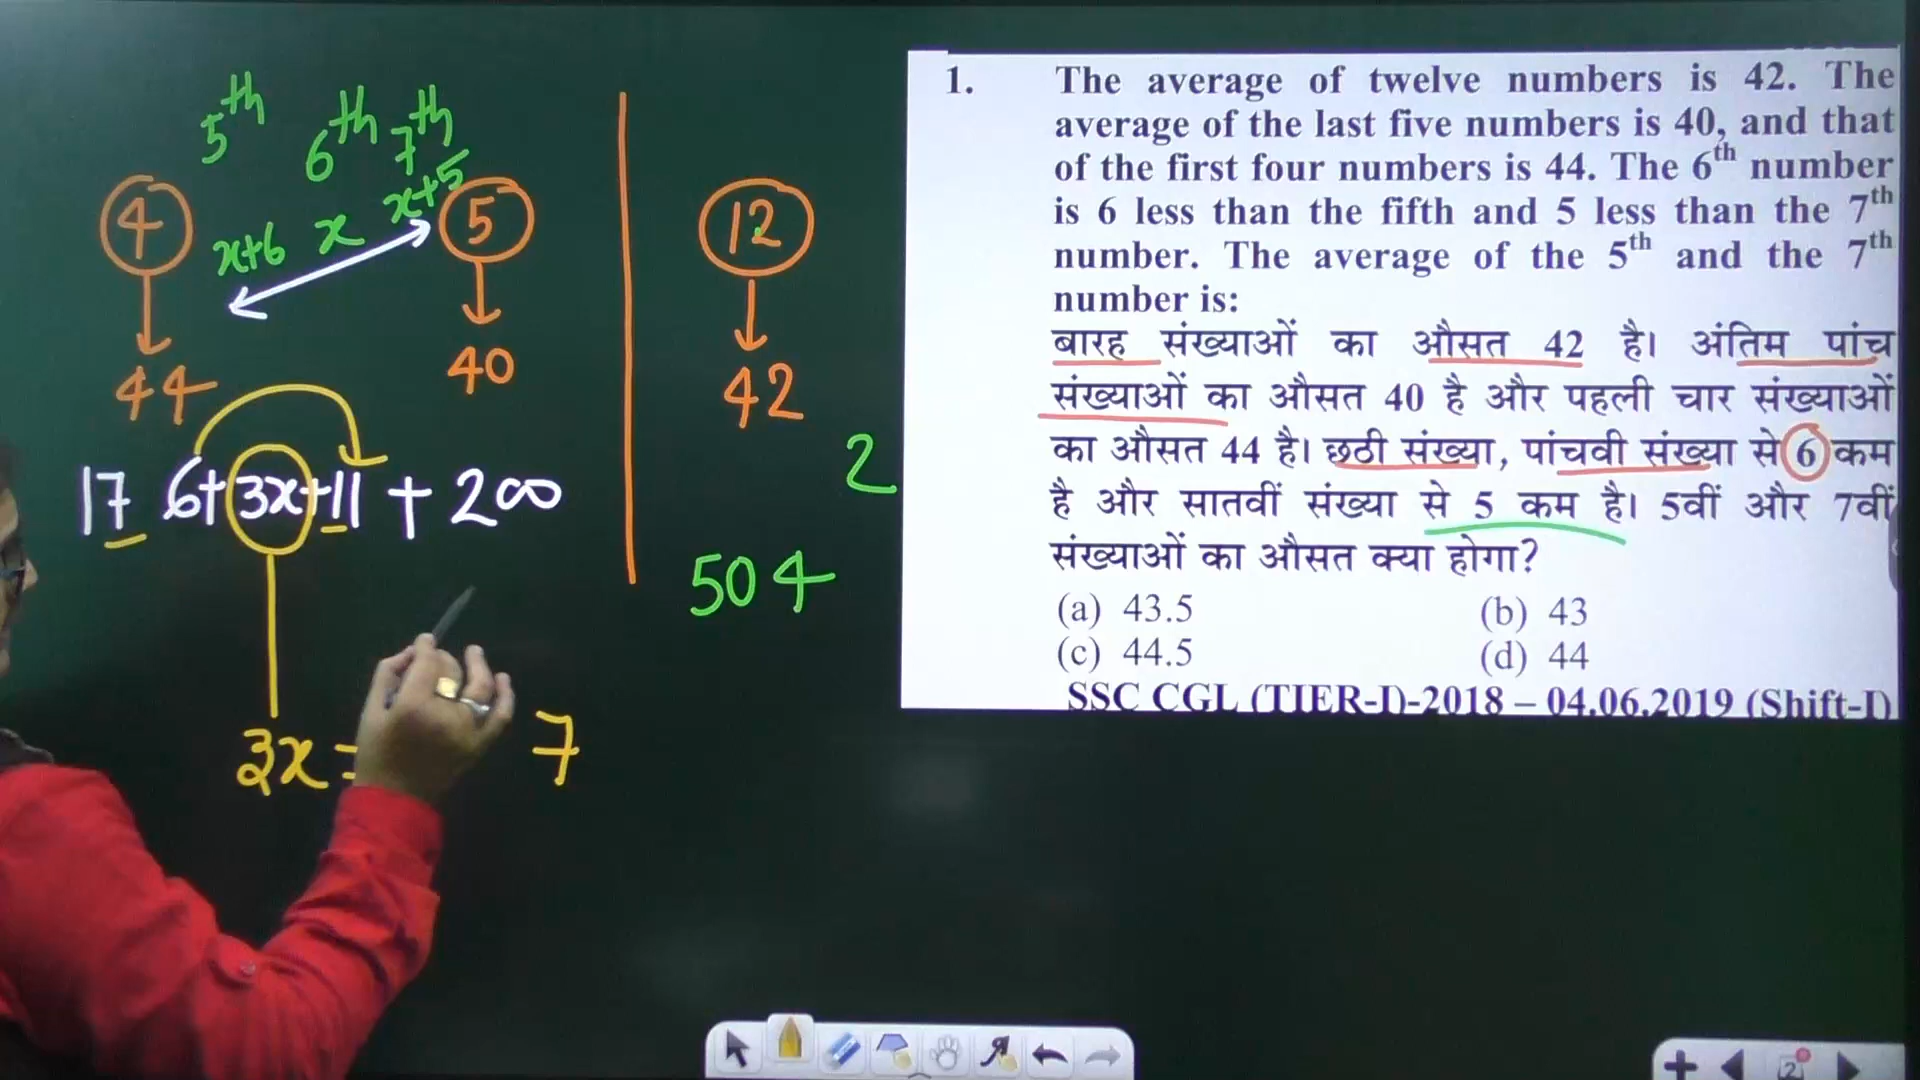 5th 6th 7th
x+6 x x+5
4 5 12
44 40 42
17 6+3x+11+200
2
504
3x= 7
1. The average of twelve numbers is 42. The
average of the last five numbers is 40, and that
of the first four numbers is 44. The 6th number
is 6 less than the fifth and 5 less than the 7th
number. The average of the 5th and the 7th
number is:
बारह संख्याओं का औसत 42 है। अंतिम पांच
संख्याओं का औसत 40 है और पहली चार संख्याओं
का औसत 44 है। छठी संख्या, पांचवी संख्या से 6 कम
है और सातवीं संख्या से 5 कम है। 5वीं और 7वीं
संख्याओं का औसत क्या होगा?
(a) 43.5 (b) 43
(c) 44.5 (d) 44
SSC CGL (TIER-I)-2018 – 04.06.2019 (Shift-I)
2